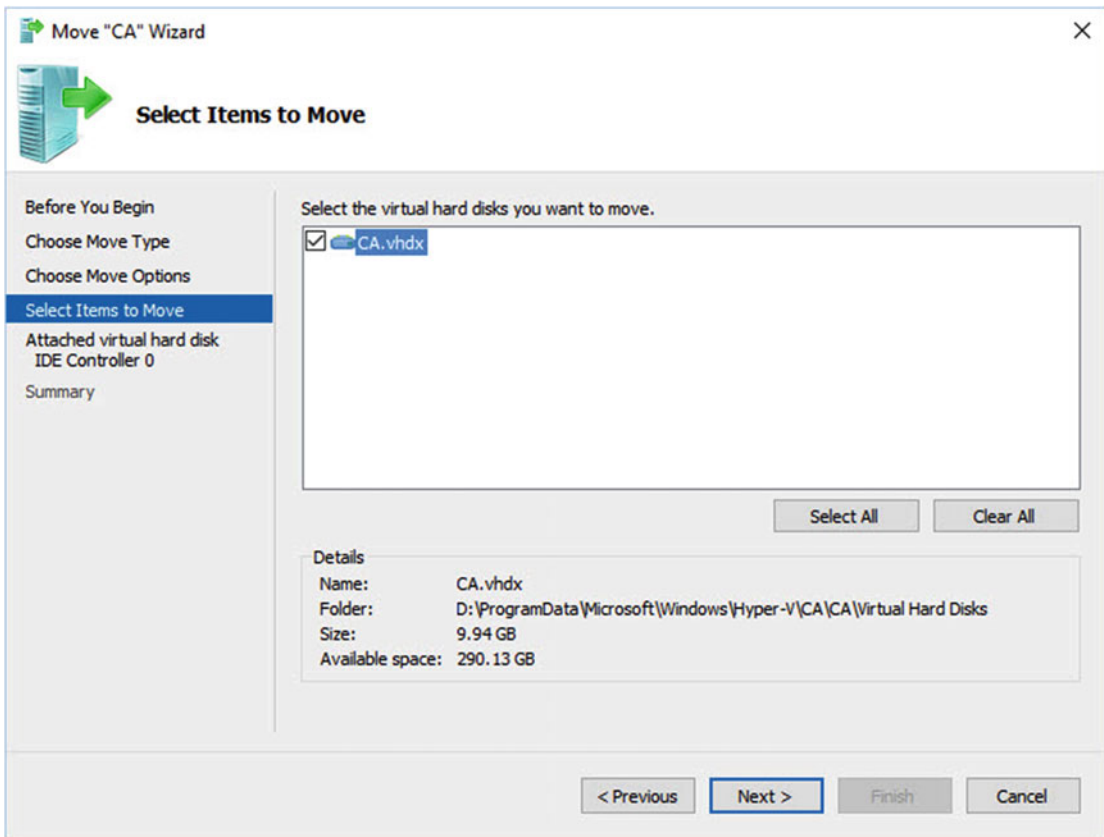 Move "CA" Wizard
Select Items to Move
Before You Begin
Choose Move Type
Choose Move Options
Select Items to Move
Attached virtual hard disk
IDE Controller 0
Summary
Select the virtual hard disks you want to move.
CA.vhdx
Select All
Clear All
Details
Name: CA.vhdx
Folder: D:\ProgramData\Microsoft\Windows\Hyper-V\CA\CA\Virtual Hard Disks
Size: 9.94 GB
Available space: 290.13 GB
< Previous
Next >
Finish
Cancel